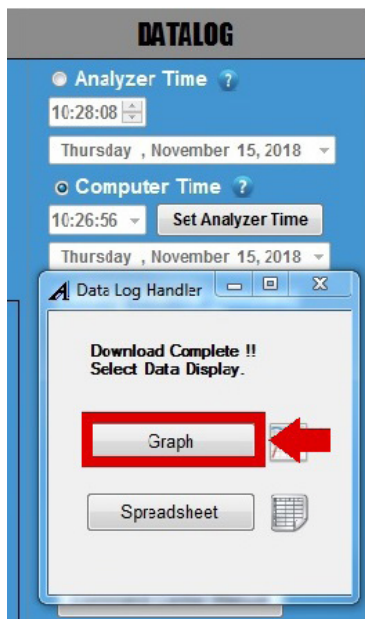 DATALOG
Analyzer Time ?
10:28:08
Thursday , November 15, 2018
Computer Time ?
10:26:56 Set Analyzer Time
Thursday , November 15, 2018
Data Log Handler
Download Complete !!
Select Data Display.
Graph
Spreadsheet